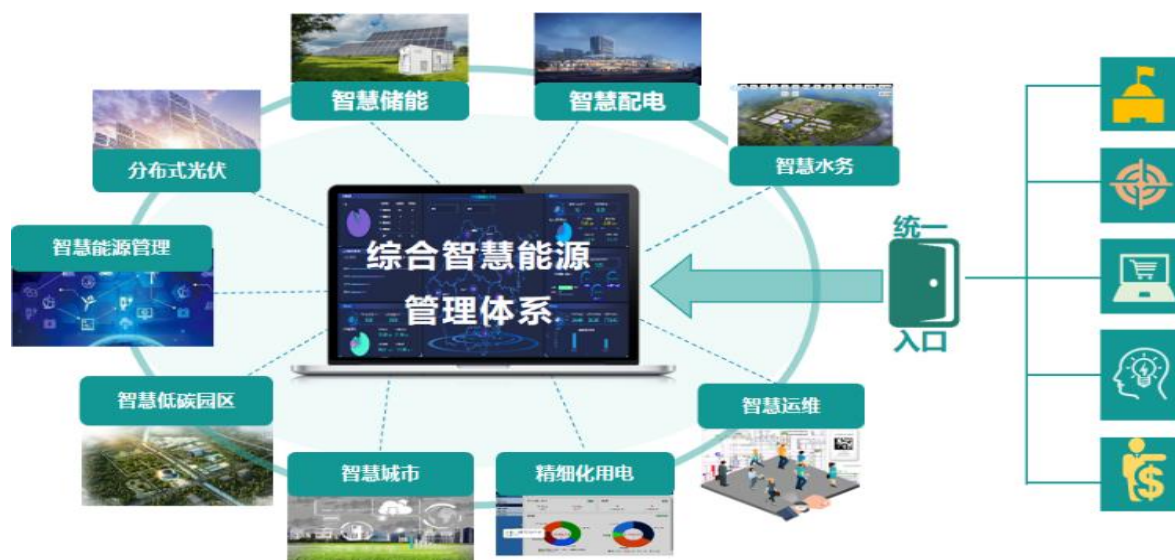 智慧储能
智慧配电
分布式光伏
智慧水务
智慧能源管理
综合智慧能源
管理体系
统一
入口
智慧低碳园区
智慧运维
智慧城市
精细化用电